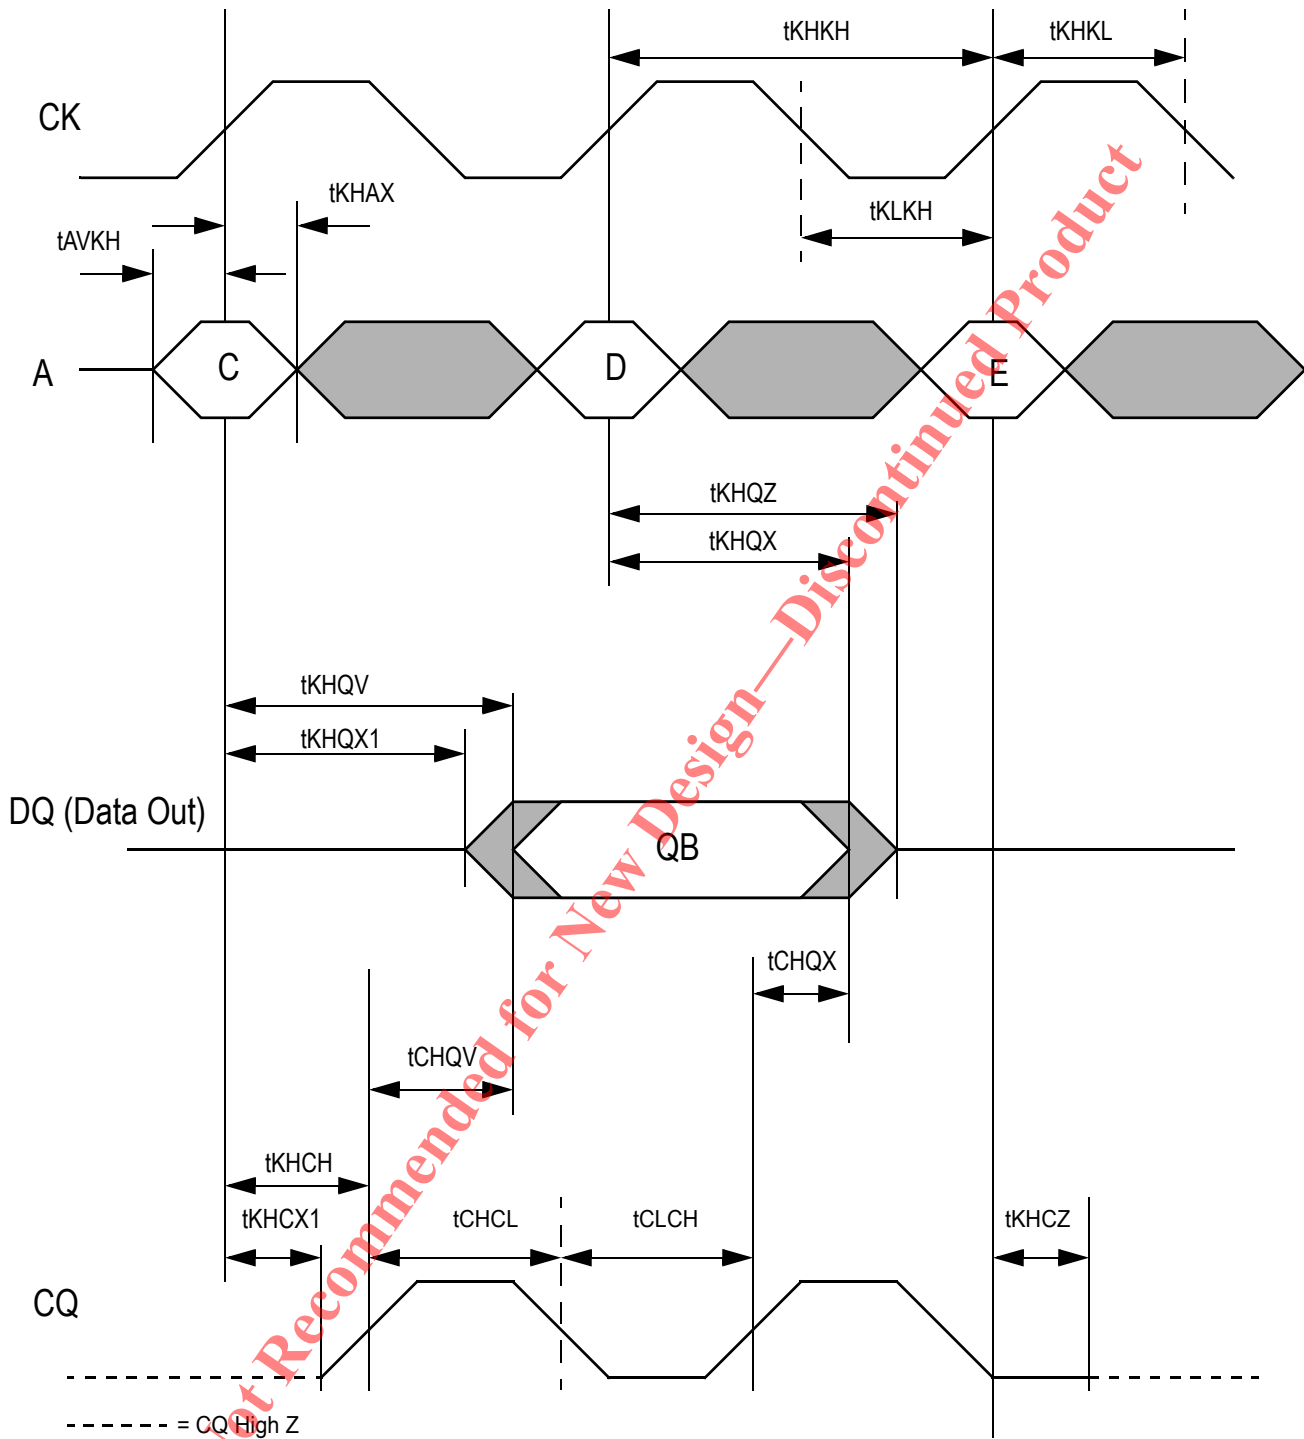 tKHKH
tKHKL
CK
tKHAX
tKLKH
tAVKH
A
C
D
E
tKHQZ
tKHQX
tKHQV
tKHQX1
DQ (Data Out)
QB
tCHQX
tCHQV
tKHCH
tKHCX1
tCHCL
tCLCH
tKHCZ
CQ
= CQ High Z
Not Recommended for New Design—Discontinued Product